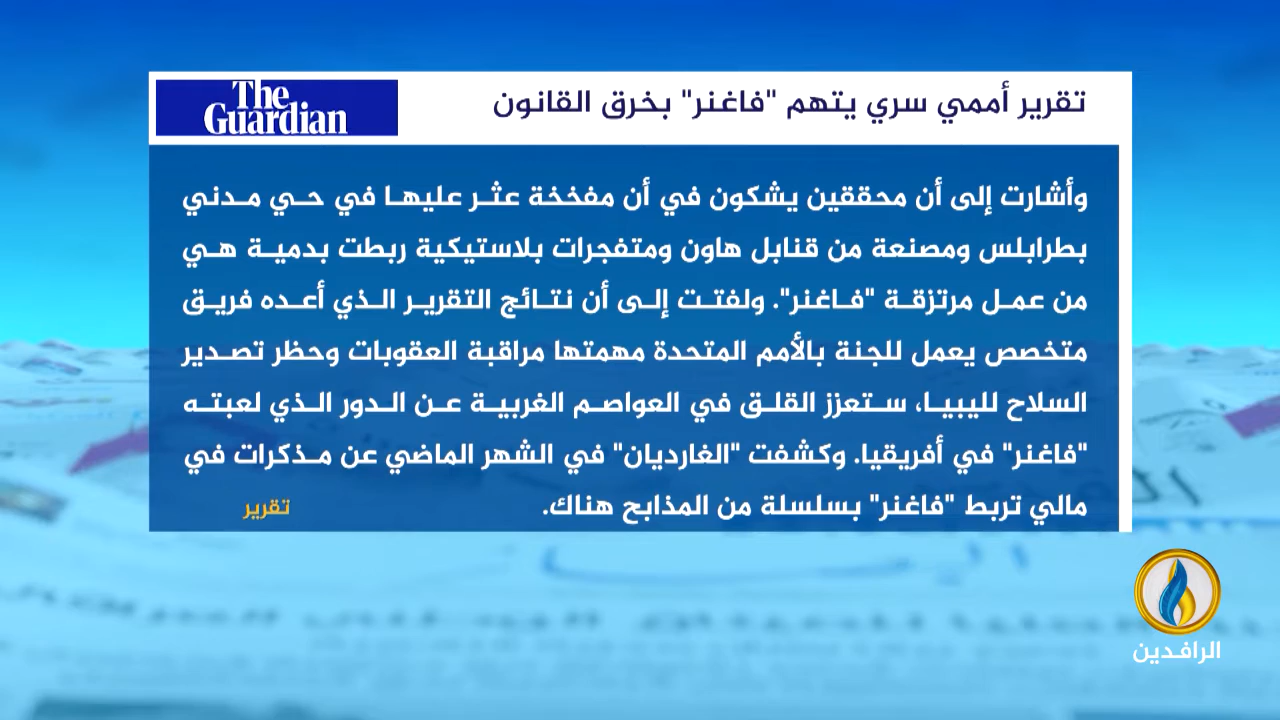 The
Guardian
تقرير أممي سري يتهم "فاغنر" بخرق القانون
وأشارت إلى أن محققين يشكون في أن مفخخة عثر عليها في حي مدني
بطرابلس ومصنعة من قنابل هاون ومتفجرات بلاستيكية ربطت بدمية هي
من عمل مرتزقة "فاغنر". ولفتت إلى أن نتائج التقرير الذي أعده فريق
متخصص يعمل للجنة بالأمم المتحدة مهمتها مراقبة العقوبات وحظر تصدير
السلاح لليبيا، ستعزز القلق في العواصم الغربية عن الدور الذي لعبته
"فاغنر" في أفريقيا. وكشفت "الغارديان" في الشهر الماضي عن مذكرات في
مالي تربط "فاغنر" بسلسلة من المذابح هناك.
تقرير
الرافدين